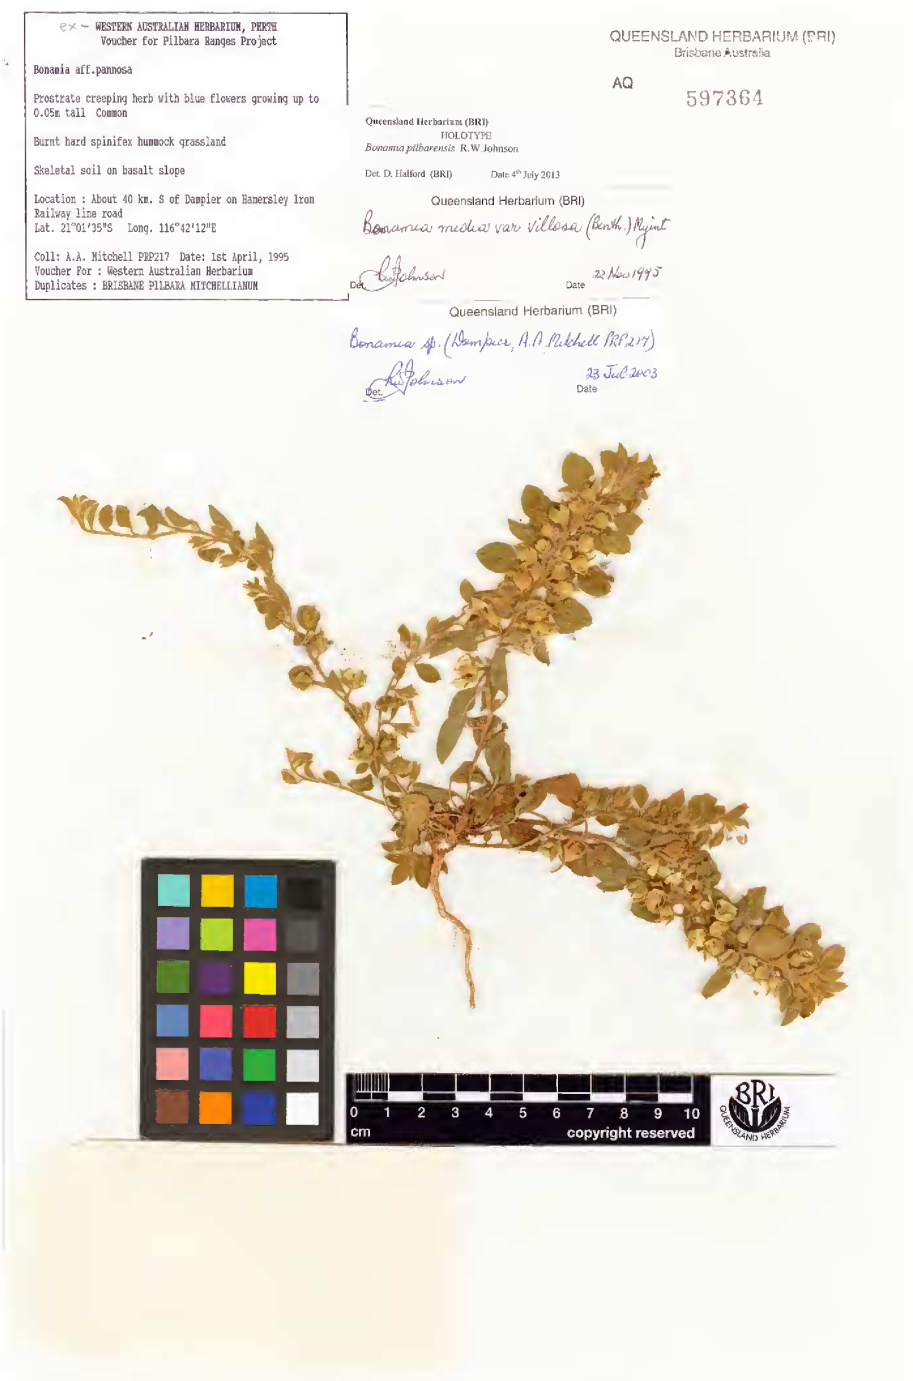 ex - WESTERN AUSTRALIAN HERBARIUM, PERTH
Voucher for Pilbara Ranges Project
Bonamia aff.pannosa
Prostrate creeping herb with blue flowers growing up to
0.05m tall Common
Burnt hard spinifex hummock grassland
Skeletal soil on basalt slope
Location : About 40 km. S of Dampier on Hamersley Iron
Railway line road
Lat. 21°01'35"S Long. 116°42'12"E
Coll: A.A. Mitchell PRP217 Date: 1st April, 1995
Voucher For : Western Australian Herbarium
Duplicates : BRISBANE PILBARA MITCHELLIANUM
QUEENSLAND HERBARIUM (BRI)
Brisbane Australia
AQ
597364
Queensland Herbarium (BRI)
HOLOTYPE
Bonamia pilbarensis R.W.Johnson
Det. D. Halford (BRI) Date 4th July 2013
Queensland Herbarium (BRI)
Bonamia media var villosa (Benth.) Myint
Det. RW Johnson Date 22 Nov 1995
Queensland Herbarium (BRI)
Bonamia sp. (Dampier, A.A. Mitchell PRP217)
Det. RW Johnson Date 23 Jul 2003
0 1 2 3 4 5 6 7 8 9 10
cm copyright reserved
BRI
QUEENSLAND HERBARIUM